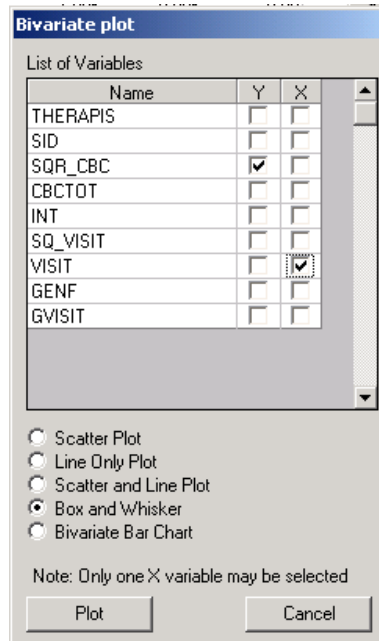 Bivariate plot
List of Variables
Name Y X
THERAPIS
SID
SQR_CBC
CBCTOT
INT
SQ_VISIT
VISIT
GENF
GVISIT
Scatter Plot
Line Only Plot
Scatter and Line Plot
Box and Whisker
Bivariate Bar Chart
Note: Only one X variable may be selected
Plot Cancel